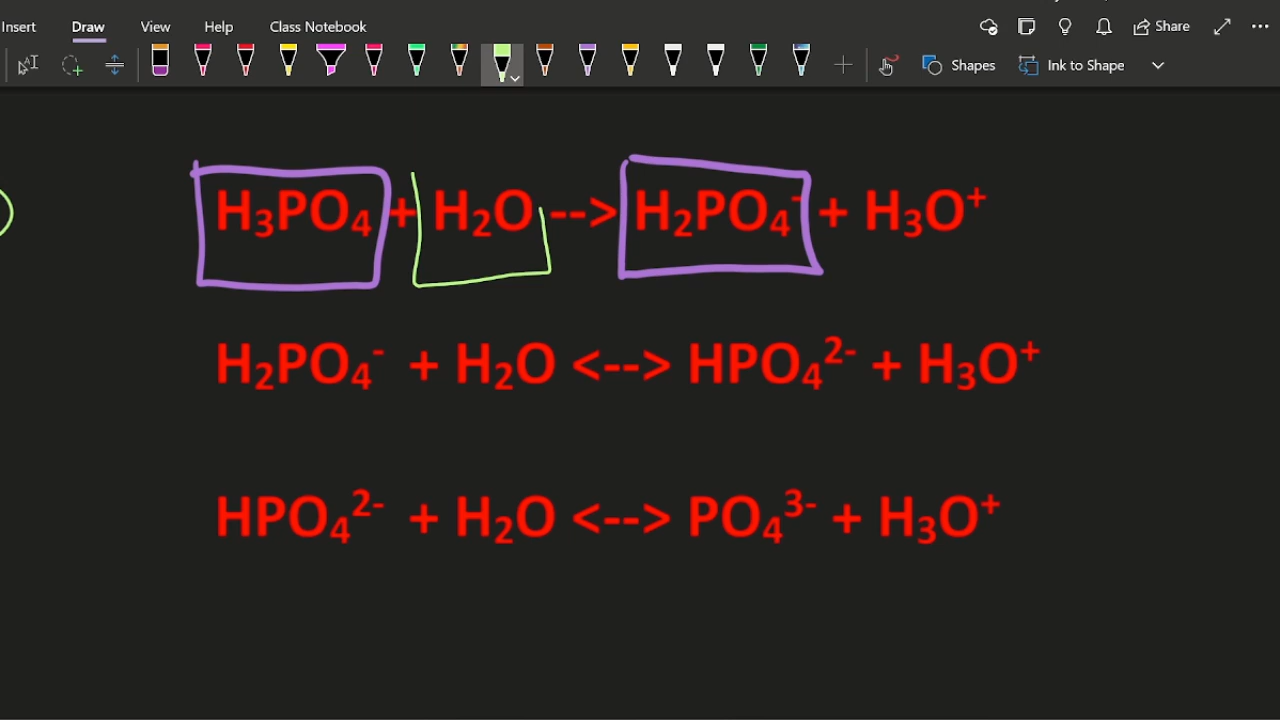 Insert Draw View Help Class Notebook Share
Shapes Ink to Shape
H₃PO₄ + H₂O --> H₂PO₄⁻ + H₃O⁺
H₂PO₄⁻ + H₂O <--> HPO₄²⁻ + H₃O⁺
HPO₄²⁻ + H₂O <--> PO₄³⁻ + H₃O⁺